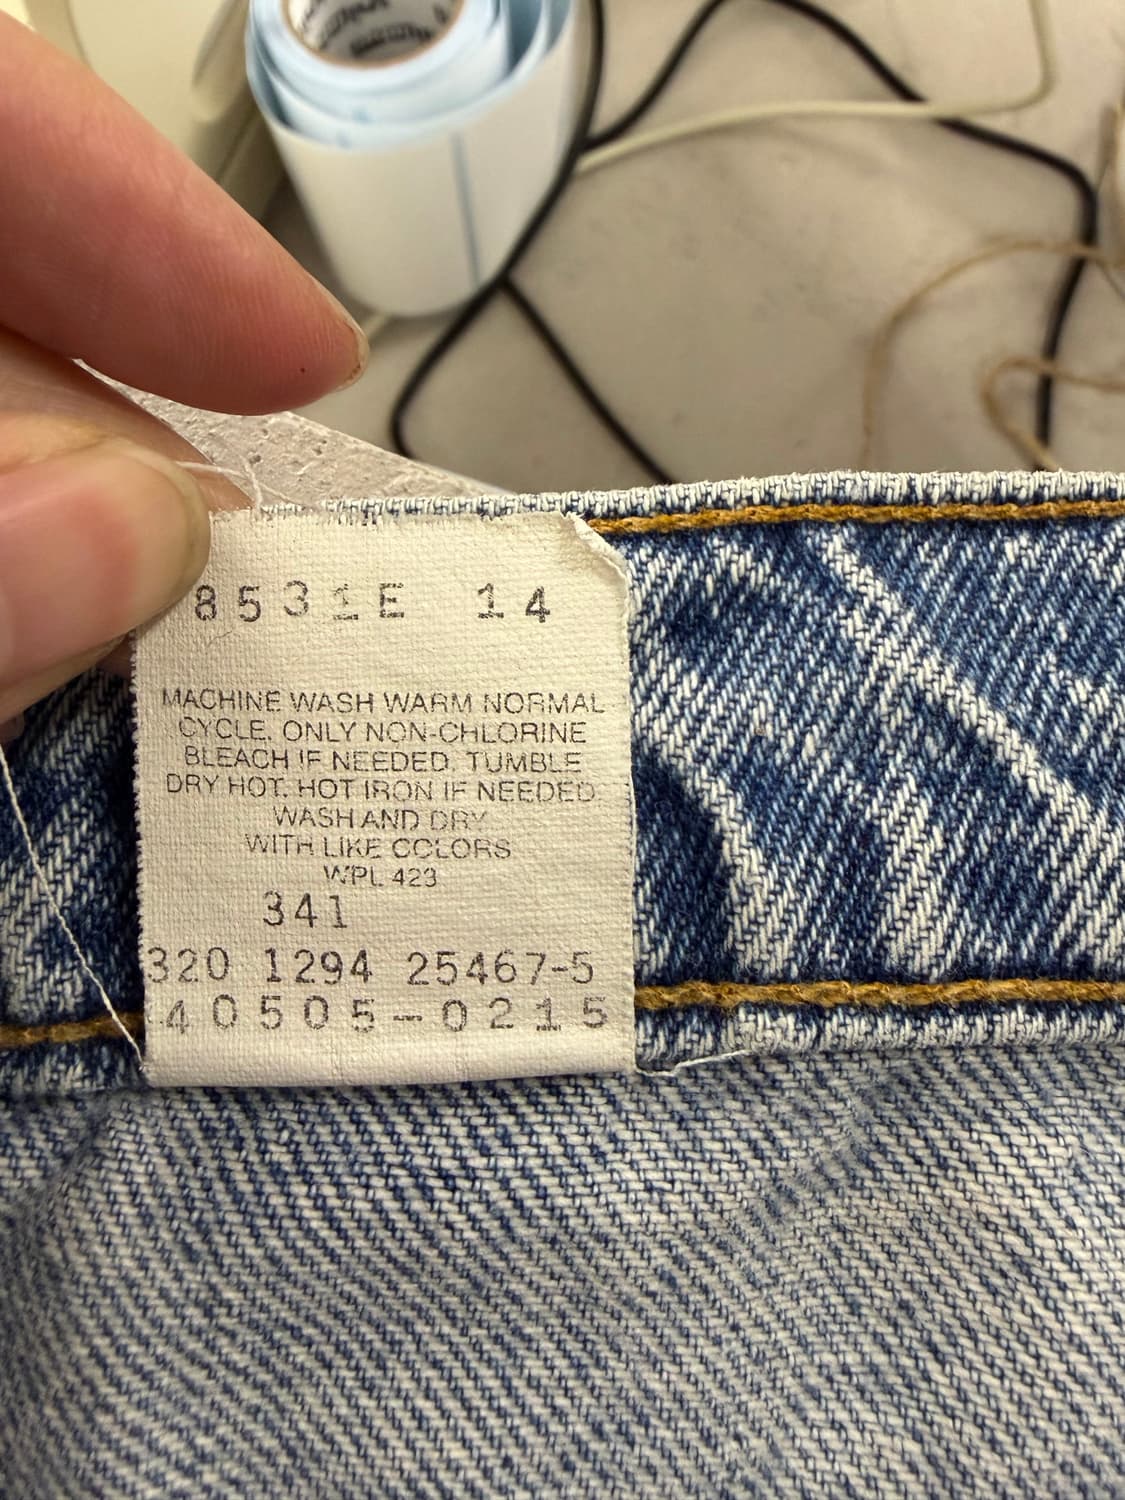 8531E 14
MACHINE WASH WARM NORMAL
CYCLE. ONLY NON-CHLORINE
BLEACH IF NEEDED. TUMBLE
DRY HOT. HOT IRON IF NEEDED
WASH AND DRY
WITH LIKE COLORS
WPL 423
341
320 1294 25467-5
40505-0215